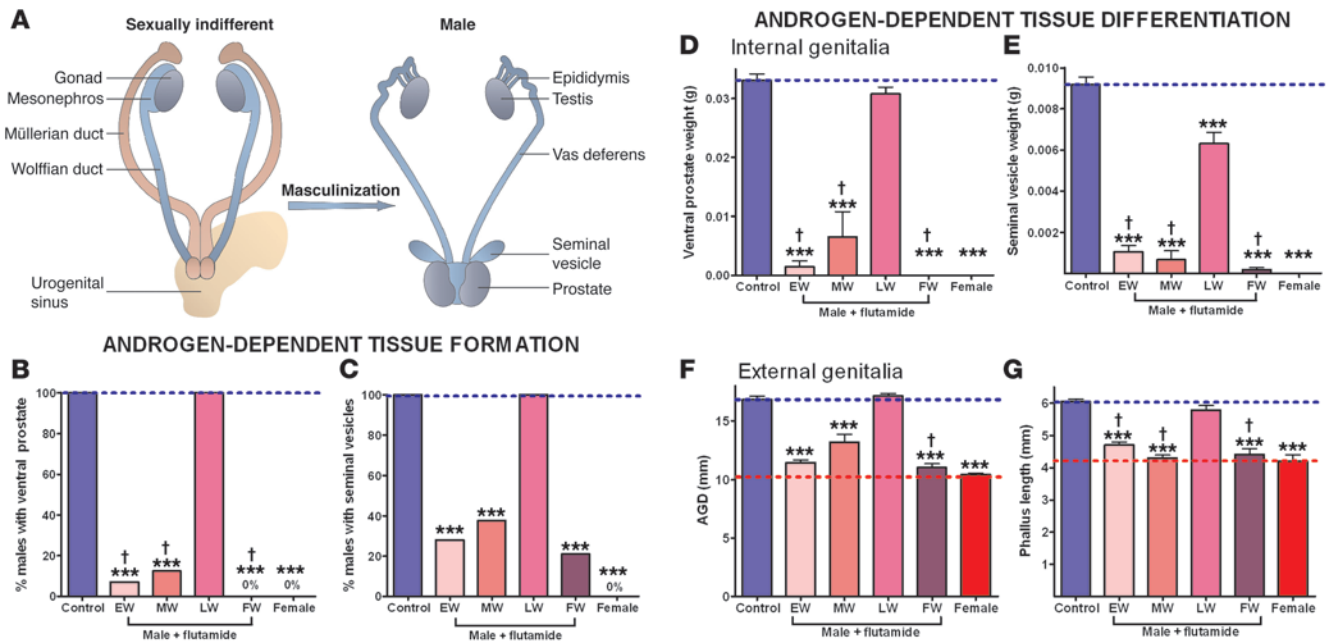 A
Sexually indifferent
Male
Gonad
Mesonephros
Müllerian duct
Wolffian duct
Urogenital
sinus
Masculinization
Epididymis
Testis
Vas deferens
Seminal
vesicle
Prostate
ANDROGEN-DEPENDENT TISSUE FORMATION
B
% males with ventral prostate
100
80
60
40
20
0
†
***
†
***
†
***
0%
***
0%
Control
EW
MW
LW
FW
Female
Male + flutamide
C
% males with seminal vesicles
100
80
60
40
20
0
***
***
***
***
0%
Control
EW
MW
LW
FW
Female
Male + flutamide
ANDROGEN-DEPENDENT TISSUE DIFFERENTIATION
D
Internal genitalia
Ventral prostate weight (g)
0.03
0.02
0.01
0.00
†
***
†
***
†
***
***
Control
EW
MW
LW
FW
Female
Male + flutamide
E
Seminal vesicle weight (g)
0.010
0.008
0.006
0.004
0.002
†
***
†
***
***
†
***
***
Control
EW
MW
LW
FW
Female
Male + flutamide
F
External genitalia
AGD (mm)
15
10
5
0
***
***
†
***
***
Control
EW
MW
LW
FW
Female
Male + flutamide
G
Phallus length (mm)
6
5
4
3
2
1
†
***
†
***
†
***
***
Control
EW
MW
LW
FW
Female
Male + flutamide